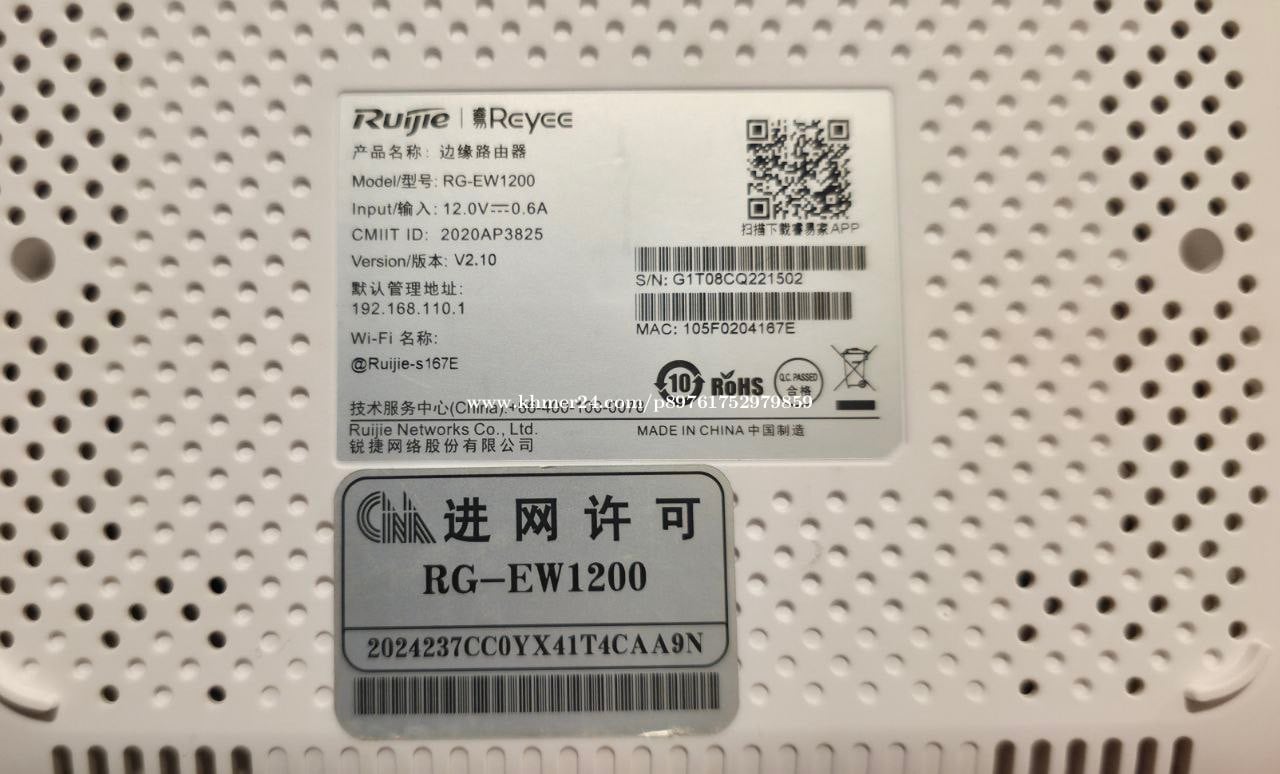 Ruijie | 睿易 Reyee
产品名称: 边缘路由器
Model/型号: RG-EW1200
Input/输入: 12.0V⎓0.6A
CMIIT ID: 2020AP3825
Version/版本: V2.10
默认管理地址:
192.168.110.1
Wi-Fi 名称:
@Ruijie-s167E
扫描下载睿易家APP
S/N: G1T08CQ221502
MAC: 105F0204167E
10
RoHS
Q.C. PASSED
合格
www.khmer24.com/p89761752979859
技术服务中心(China):
Ruijie Networks Co., Ltd.
锐捷网络股份有限公司
MADE IN CHINA 中国制造
CNA 进网许可
RG-EW1200
2024237CC0YX41T4CAA9N